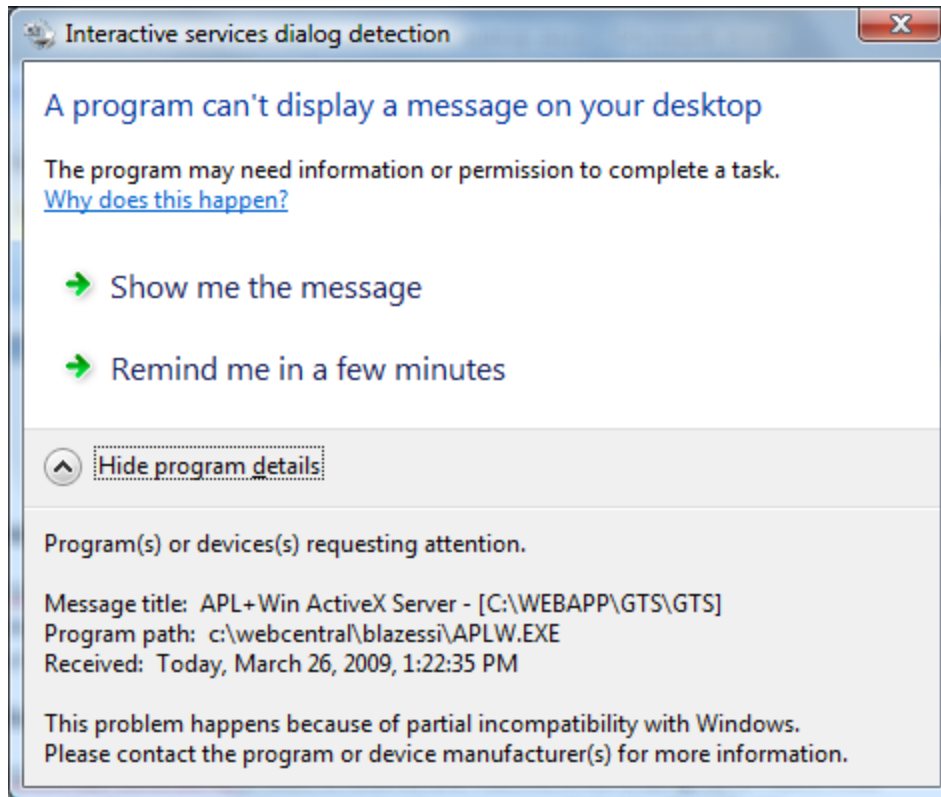 Interactive services dialog detection
A program can't display a message on your desktop
The program may need information or permission to complete a task.
Why does this happen?
Show me the message
Remind me in a few minutes
Hide program details
Program(s) or devices(s) requesting attention.
Message title:  APL+Win ActiveX Server - [C:\WEBAPP\GTS\GTS]
Program path:  c:\webcentral\blazessi\APLW.EXE
Received:  Today, March 26, 2009, 1:22:35 PM
This problem happens because of partial incompatibility with Windows.
Please contact the program or device manufacturer(s) for more information.